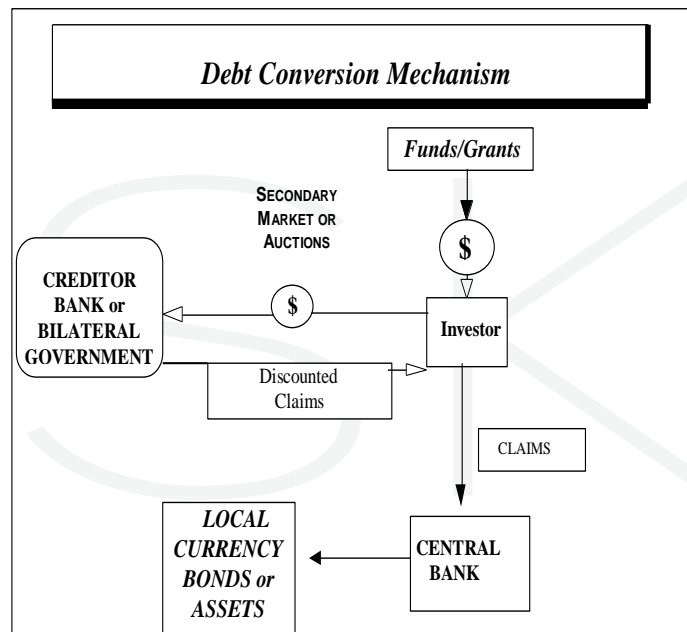 Debt Conversion Mechanism
Funds/Grants
SECONDARY
MARKET OR
AUCTIONS
$
CREDITOR
BANK or
BILATERAL
GOVERNMENT
$
Investor
Discounted
Claims
CLAIMS
LOCAL
CURRENCY
BONDS or
ASSETS
CENTRAL
BANK